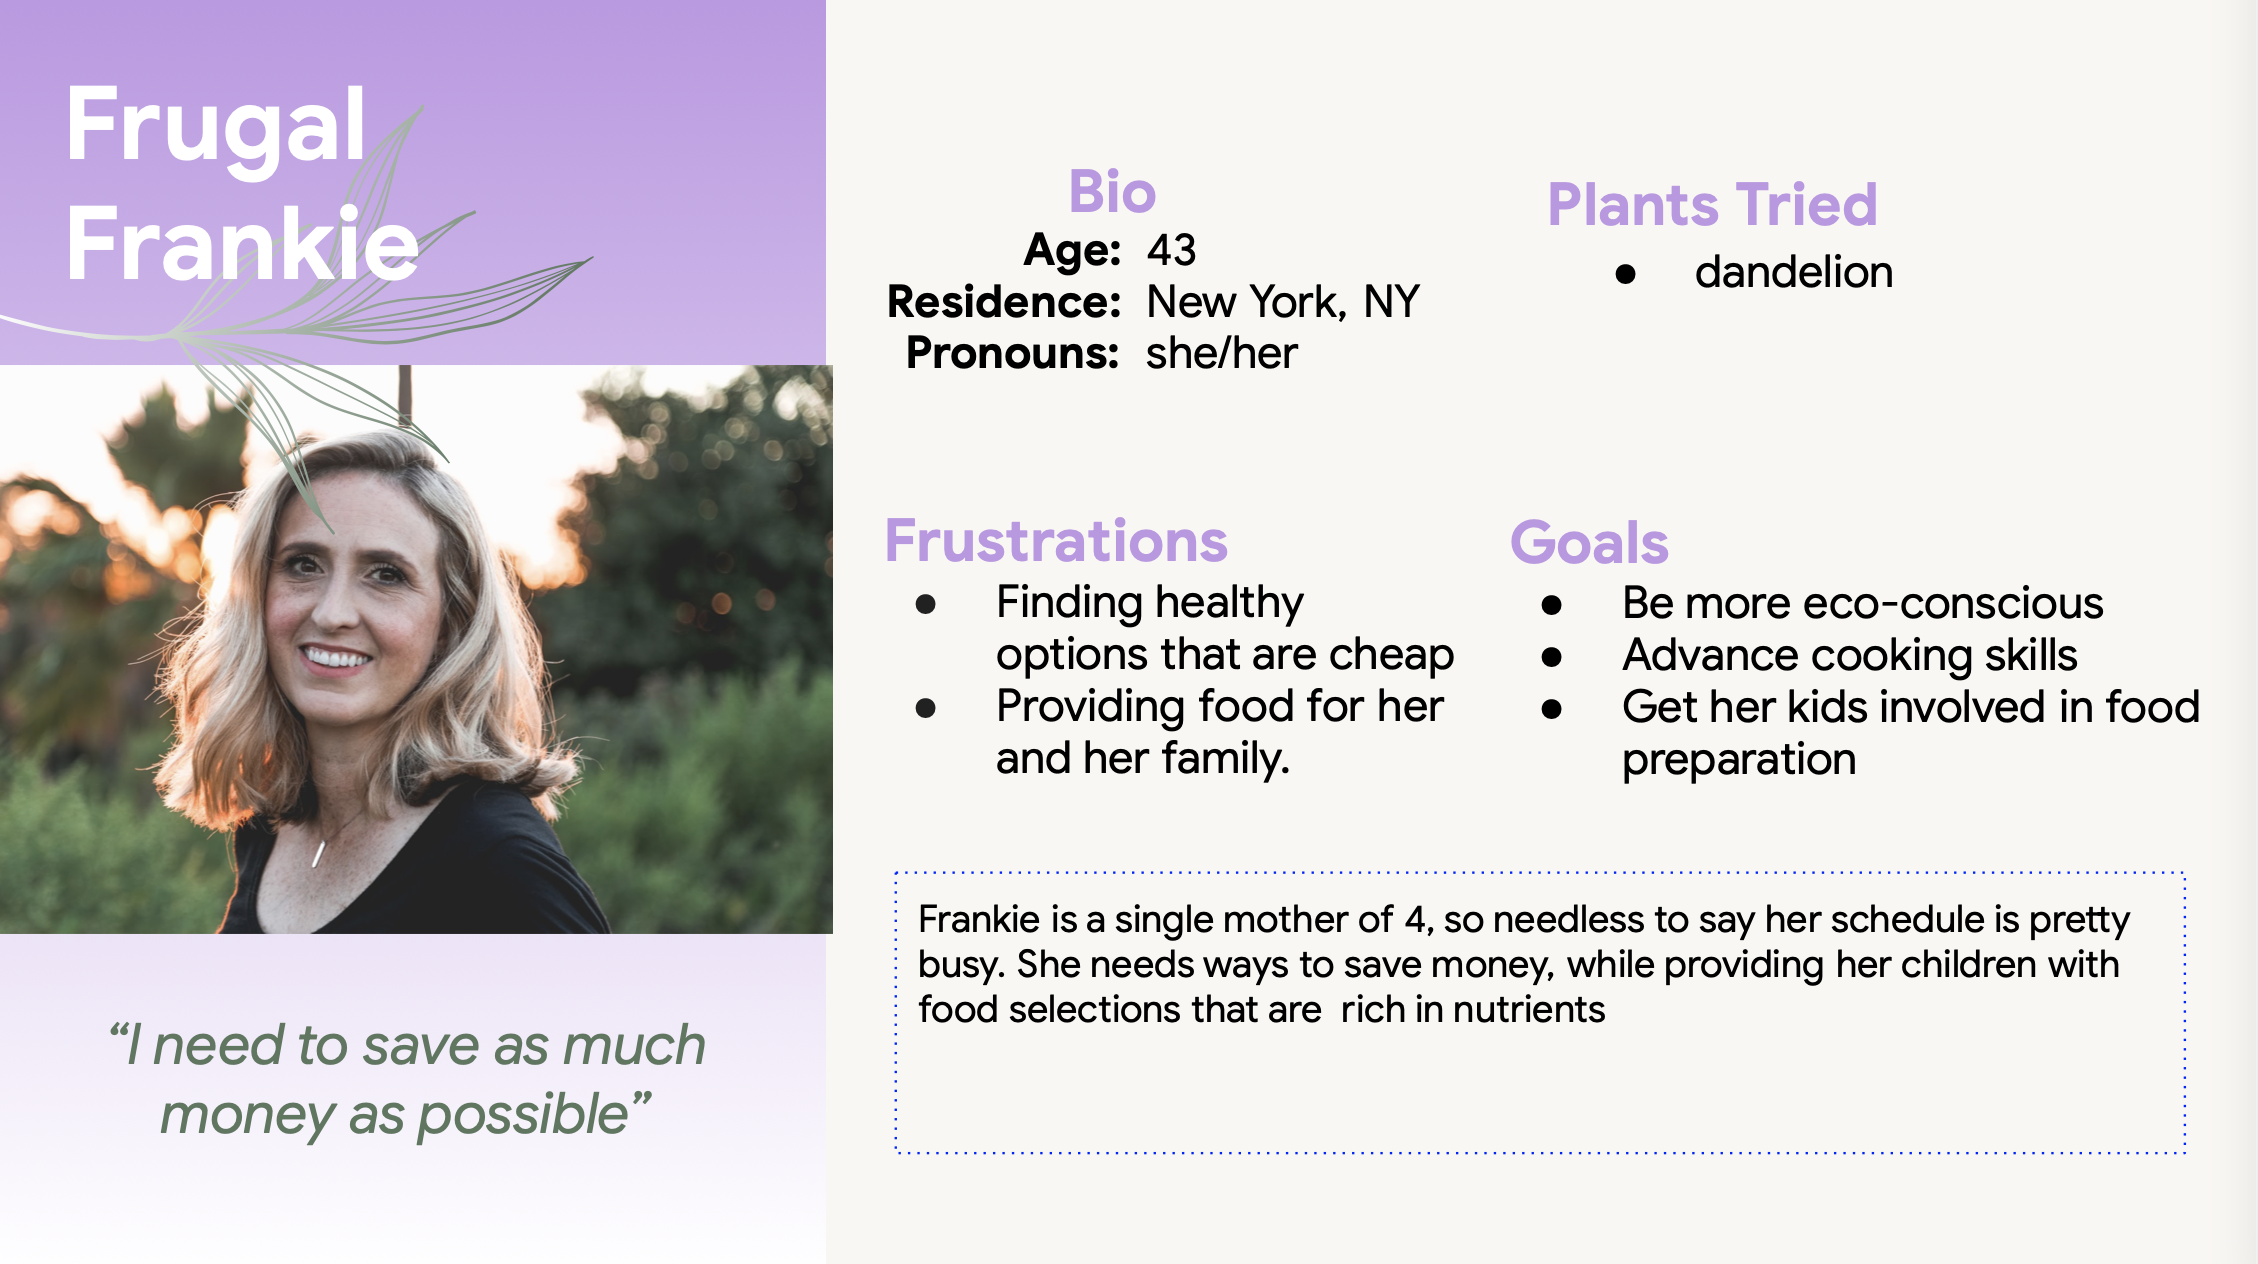 Frugal
Frankie
Bio
Age: 43
Residence: New York, NY
Pronouns: she/her
Plants Tried
● dandelion
Frustrations
● Finding healthy
options that are cheap
● Providing food for her
and her family.
Goals
● Be more eco-conscious
● Advance cooking skills
● Get her kids involved in food
preparation
Frankie is a single mother of 4, so needless to say her schedule is pretty
busy. She needs ways to save money, while providing her children with
food selections that are  rich in nutrients
“I need to save as much
money as possible”